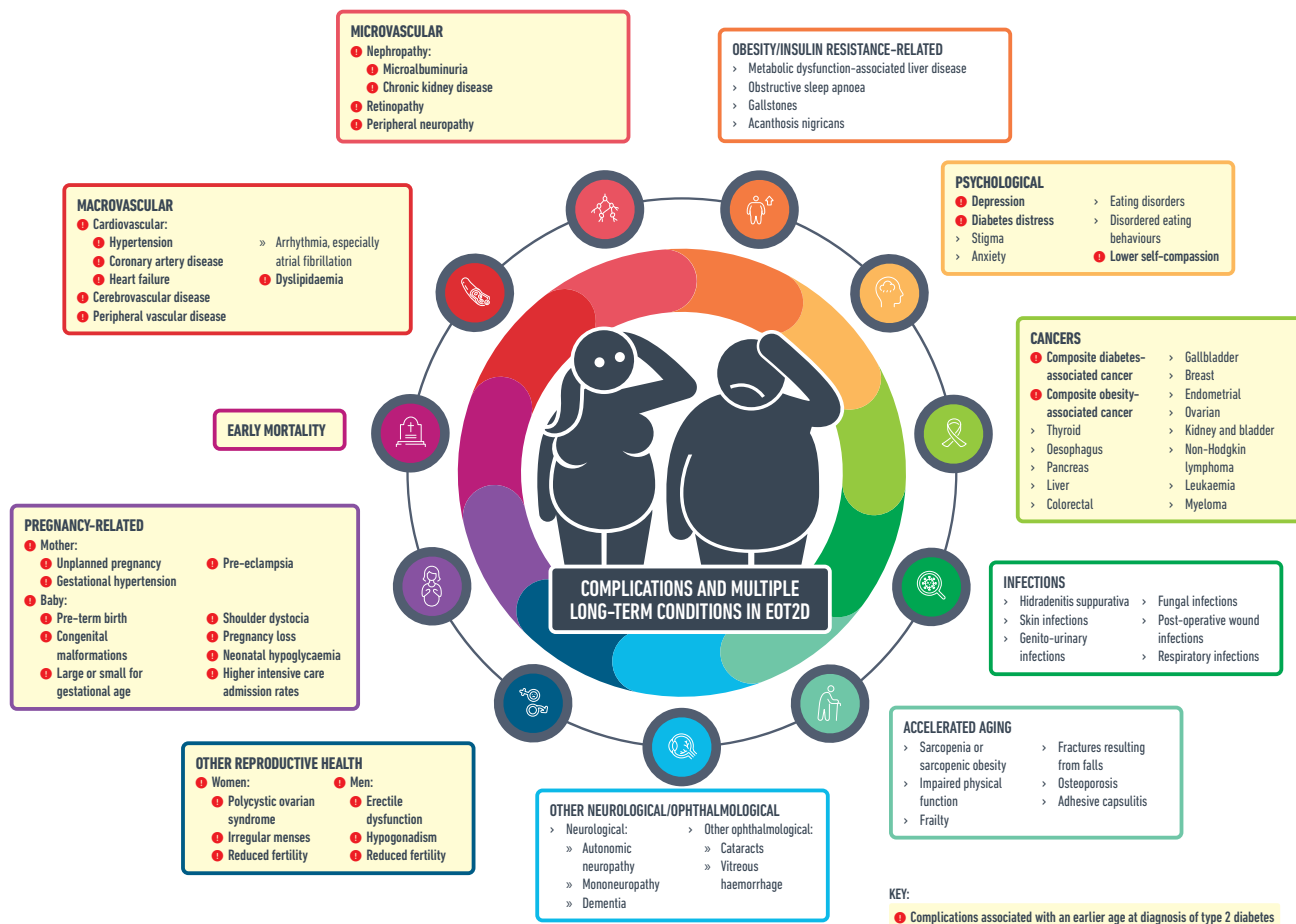 MICROVASCULAR
Nephropathy:
Microalbuminuria
Chronic kidney disease
Retinopathy
Peripheral neuropathy
OBESITY/INSULIN RESISTANCE-RELATED
› Metabolic dysfunction-associated liver disease
› Obstructive sleep apnoea
› Gallstones
› Acanthosis nigricans
MACROVASCULAR
Cardiovascular:
Hypertension
Coronary artery disease
Heart failure
» Arrhythmia, especially
atrial fibrillation
Dyslipidaemia
Cerebrovascular disease
Peripheral vascular disease
PSYCHOLOGICAL
Depression
Diabetes distress
› Stigma
› Anxiety
› Eating disorders
› Disordered eating
behaviours
Lower self-compassion
CANCERS
Composite diabetes-
associated cancer
Composite obesity-
associated cancer
› Thyroid
› Oesophagus
› Pancreas
› Liver
› Colorectal
› Gallbladder
› Breast
› Endometrial
› Ovarian
› Kidney and bladder
› Non-Hodgkin
lymphoma
› Leukaemia
› Myeloma
EARLY MORTALITY
PREGNANCY-RELATED
Mother:
Unplanned pregnancy
Gestational hypertension
Pre-eclampsia
Baby:
Pre-term birth
Congenital
malformations
Large or small for
gestational age
Shoulder dystocia
Pregnancy loss
Neonatal hypoglycaemia
Higher intensive care
admission rates
COMPLICATIONS AND MULTIPLE
LONG-TERM CONDITIONS IN EOT2D
INFECTIONS
› Hidradenitis suppurativa
› Skin infections
› Genito-urinary
infections
› Fungal infections
› Post-operative wound
infections
› Respiratory infections
ACCELERATED AGING
› Sarcopenia or
sarcopenic obesity
› Impaired physical
function
› Frailty
› Fractures resulting
from falls
› Osteoporosis
› Adhesive capsulitis
OTHER REPRODUCTIVE HEALTH
Women:
Polycystic ovarian
syndrome
Irregular menses
Reduced fertility
Men:
Erectile
dysfunction
Hypogonadism
Reduced fertility
OTHER NEUROLOGICAL/OPHTHALMOLOGICAL
› Neurological:
» Autonomic
neuropathy
» Mononeuropathy
» Dementia
› Other ophthalmological:
» Cataracts
» Vitreous
haemorrhage
KEY:
Complications associated with an earlier age at diagnosis of type 2 diabetes